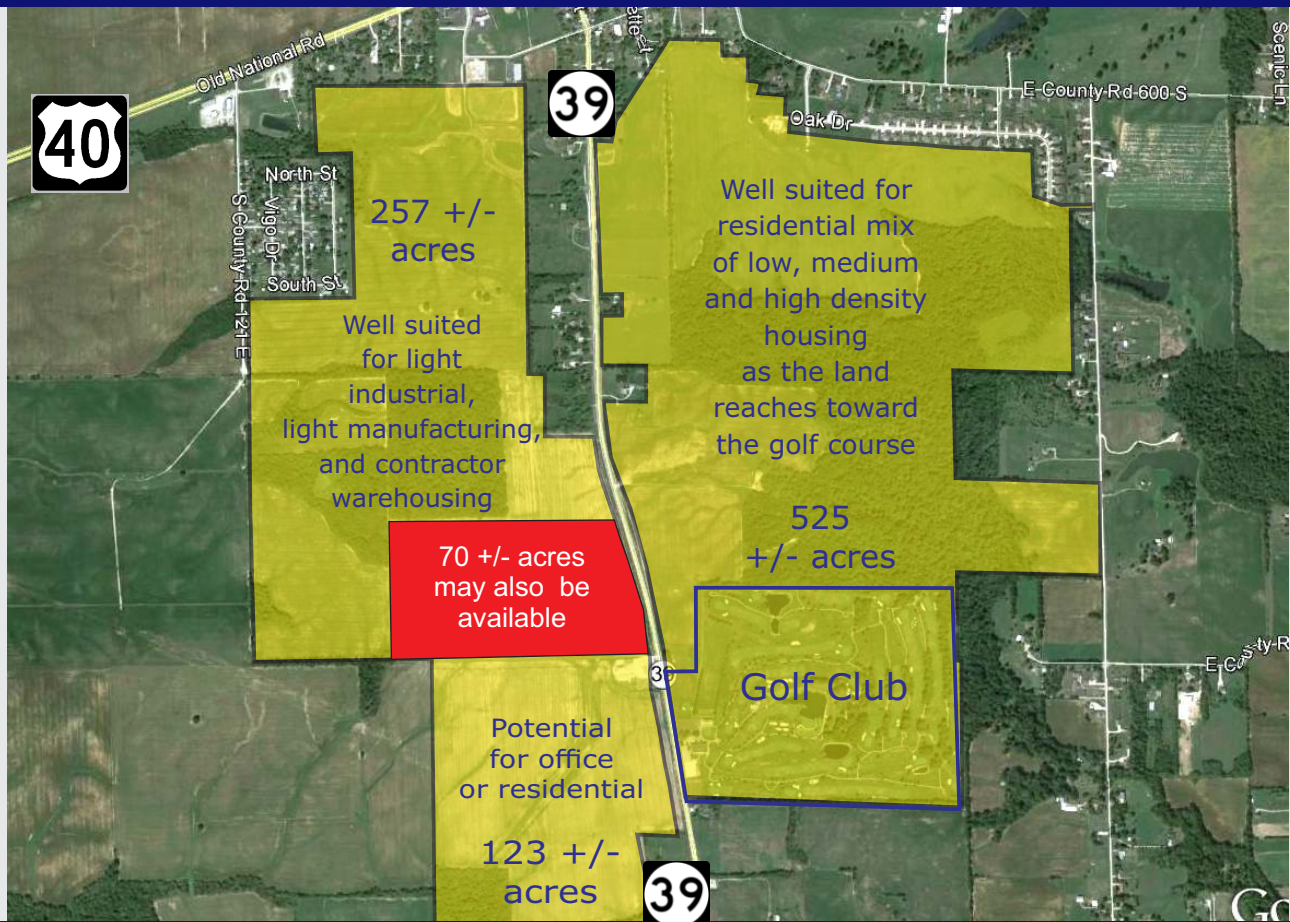 Old National Rd
40
39
E County Rd 600 S
Scenic Ln
Oak Dr
North St
Vigo Dr
South St
S County Rd 121 E
257 +/-
acres
Well suited
for light
industrial,
light manufacturing,
and contractor
warehousing
Well suited for
residential mix
of low, medium
and high density
housing
as the land
reaches toward
the golf course
525
+/- acres
70 +/- acres
may also be
available
39
Golf Club
Potential
for office
or residential
123 +/-
acres
39